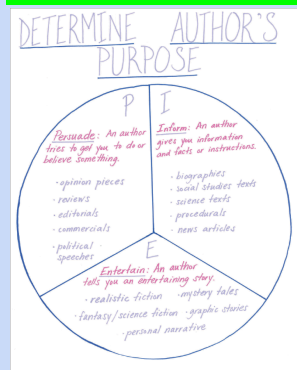 DETERMINE AUTHOR'S
PURPOSE
P
Persuade: An author
tries to get you to do or
believe something.
· opinion pieces
· reviews
· editorials
· commercials
· political
speeches
I
Inform: An author
gives you information
and facts or instructions.
· biographies
· social studies texts
· science texts
· procedurals
· news articles
E
Entertain: An author
tells you an entertaining story.
· realistic fiction · mystery tales
· fantasy/science fiction · graphic stories
· personal narrative